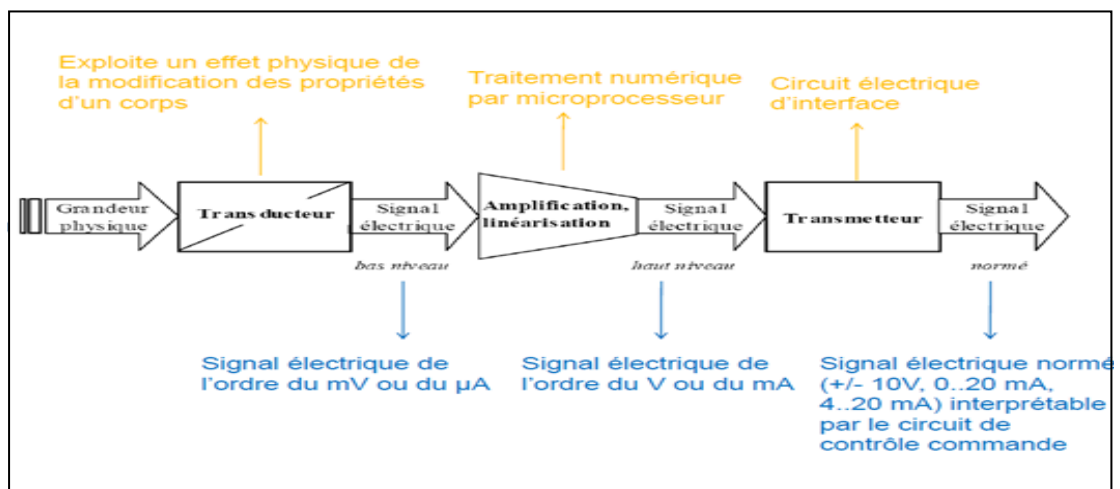 Exploite un effet physique de
la modification des propriétés
d'un corps
Traitement numérique
par microprocesseur
Circuit électrique
d'interface
Grandeur
physique
Transducteur
Signal
électrique
bas niveau
Amplification,
linéarisation
Signal
électrique
haut niveau
Transmetteur
Signal
électrique
normé
Signal électrique de
l'ordre du mV ou du µA
Signal électrique de
l'ordre du V ou du mA
Signal électrique normé
(+/- 10V, 0..20 mA,
4..20 mA) interprétable
par le circuit de
contrôle commande